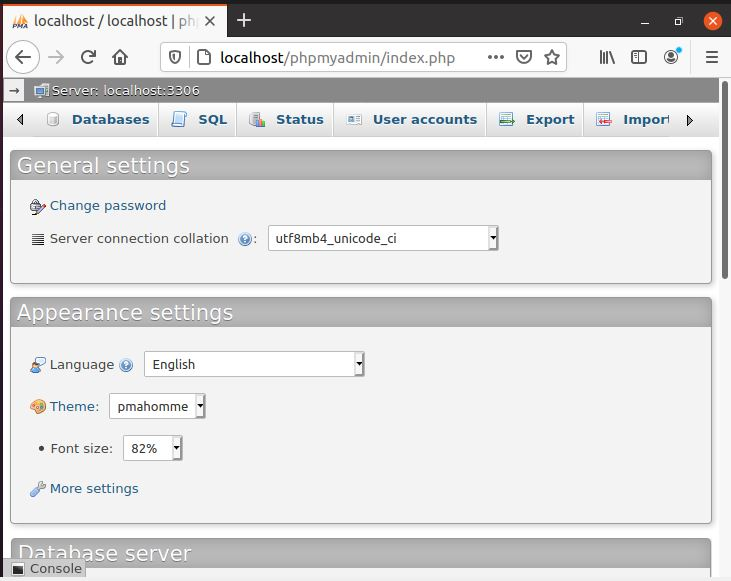 PMA localhost / localhost | ph
localhost/phpmyadmin/index.php
Server: localhost:3306
Databases SQL Status User accounts Export Import
General settings
Change password
Server connection collation : utf8mb4_unicode_ci
Appearance settings
Language English
Theme: pmahomme
• Font size: 82%
More settings
Database server
Console